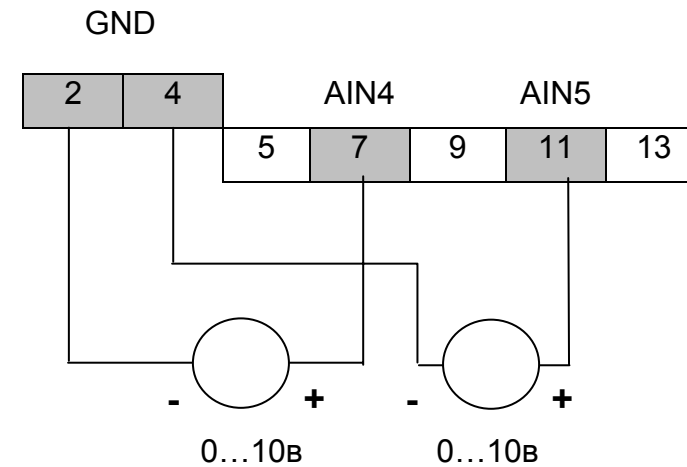 GND
2 4 AIN4 AIN5
5 7 9 11 13
- + - +
0…10в 0…10в